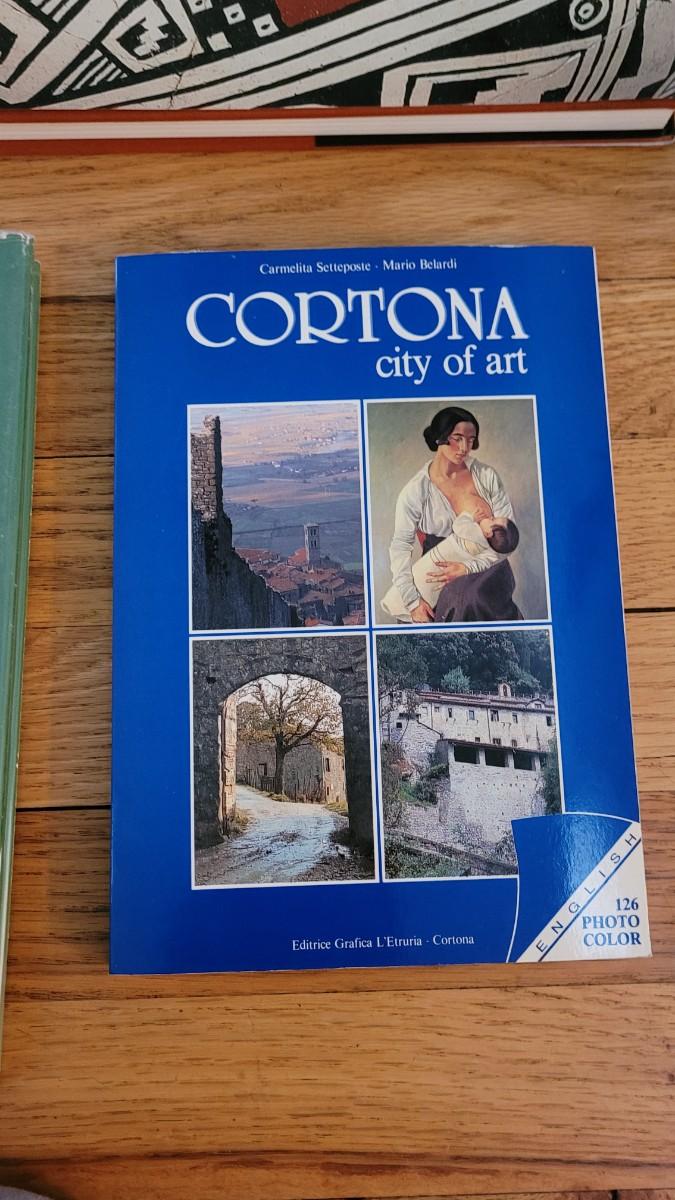 Carmelita Setteposte · Mario Belardi
CORTONA
city of art
ENGLISH
126
PHOTO
COLOR
Editrice Grafica L'Etruria · Cortona